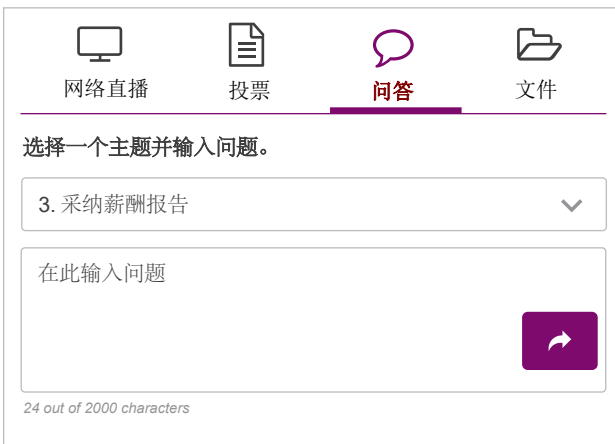 网络直播 投票 问答 文件
选择一个主题并输入问题。
3. 采纳薪酬报告
在此输入问题
24 out of 2000 characters